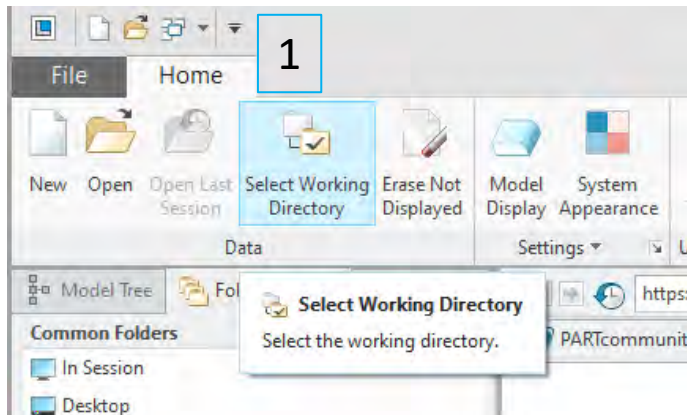 1
File Home
New Open Open Last Session Select Working Directory Erase Not Displayed Model Display System Appearance
Data Settings
Model Tree Fol
Select Working Directory
https:
Common Folders
Select the working directory.
PARTcommunit
In Session
Desktop